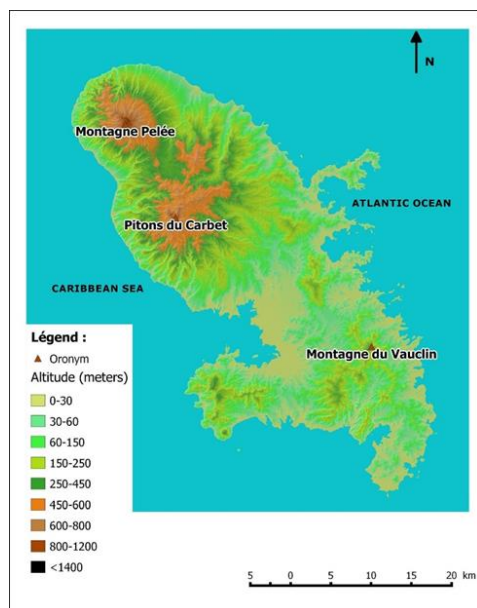 N
Montagne Pelée
Pitons du Carbet
ATLANTIC OCEAN
CARIBBEAN SEA
Montagne du Vauclin
Légend :
Oronym
Altitude (meters)
0-30
30-60
60-150
150-250
250-450
450-600
600-800
800-1200
<1400
5 0 5 10 15 20 km